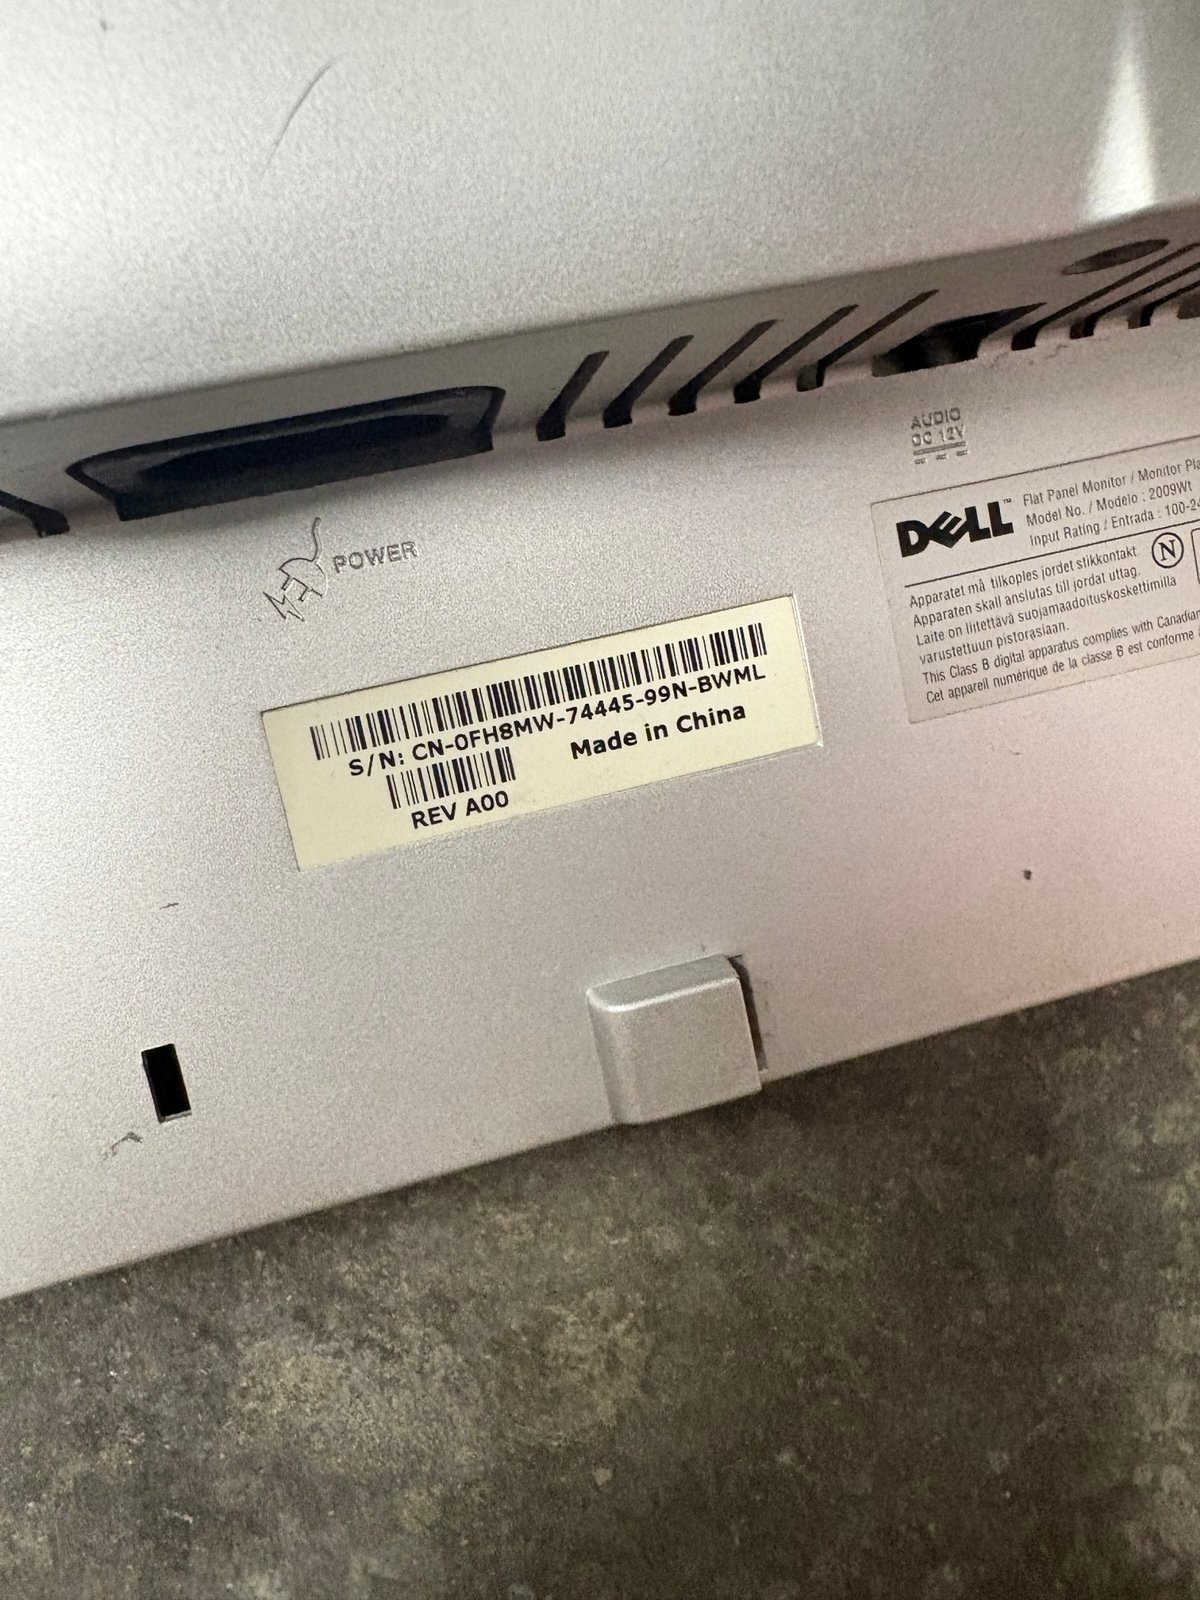 POWER
AUDIO
DC 12V
S/N: CN-0FH8MW-74445-99N-BWML
Made in China
REV A00
DELL™
Flat Panel Monitor / Monitor
Model No. / Modelo : 2009Wt
Input Rating / Entrada : 100-24
Apparatet må tilkoples jordet stikkontakt.
Apparaten skall anslutas till jordat uttag.
Laite on liitettävä suojamaadoituskoskettimilla
varustettuun pistorasiaan.
N
This Class B digital apparatus complies with Canadian
Cet appareil numérique de la classe B est conforme